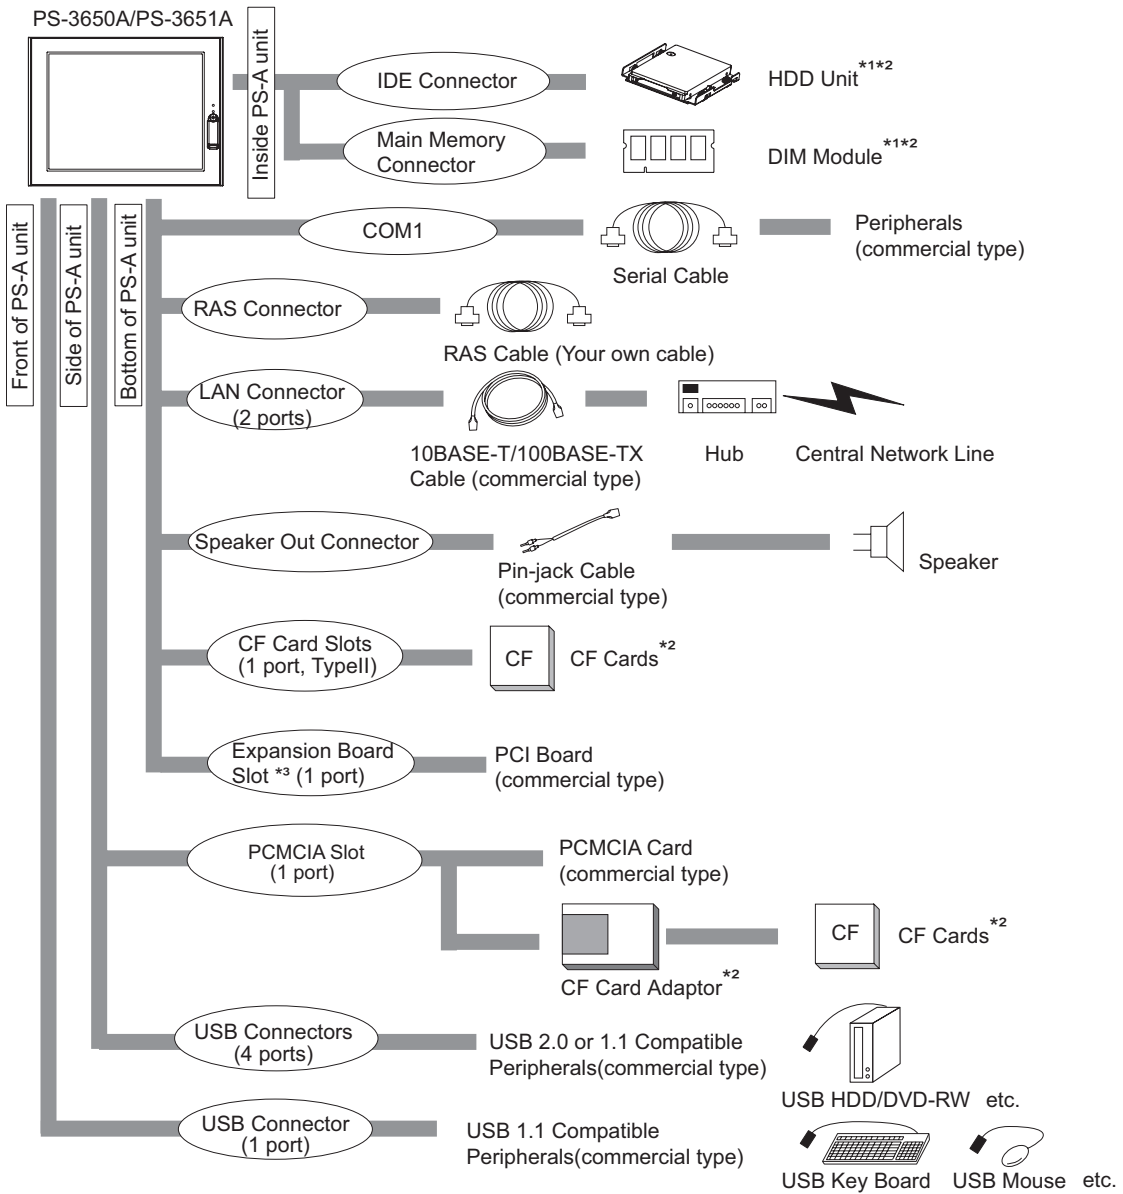 PS-3650A/PS-3651A
Inside PS-A unit
IDE Connector
HDD Unit*1*2
Main Memory
Connector
DIM Module*1*2
Front of PS-A unit
Side of PS-A unit
Bottom of PS-A unit
COM1
Serial Cable
Peripherals
(commercial type)
RAS Connector
RAS Cable (Your own cable)
LAN Connector
(2 ports)
10BASE-T/100BASE-TX
Cable (commercial type)
Hub
Central Network Line
Speaker Out Connector
Pin-jack Cable
(commercial type)
Speaker
CF Card Slots
(1 port, TypeII)
CF
CF Cards*2
Expansion Board
Slot *3 (1 port)
PCI Board
(commercial type)
PCMCIA Slot
(1 port)
PCMCIA Card
(commercial type)
CF Card Adaptor*2
CF
CF Cards*2
USB Connectors
(4 ports)
USB 2.0 or 1.1 Compatible
Peripherals(commercial type)
USB HDD/DVD-RW etc.
USB Connector
(1 port)
USB 1.1 Compatible
Peripherals(commercial type)
USB Key Board
USB Mouse etc.